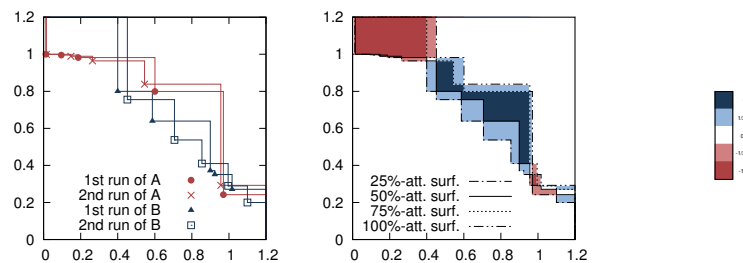 1.2
1
0.8
0.6
0.4
0.2
0
1st run of A
2nd run of A
1st run of B
2nd run of B
0 0.2 0.4 0.6 0.8 1 1.2
1.2
1
0.8
0.6
0.4
0.2
0
25%-att. surf.
50%-att. surf.
75%-att. surf.
100%-att. surf.
0 0.2 0.4 0.6 0.8 1 1.2
0